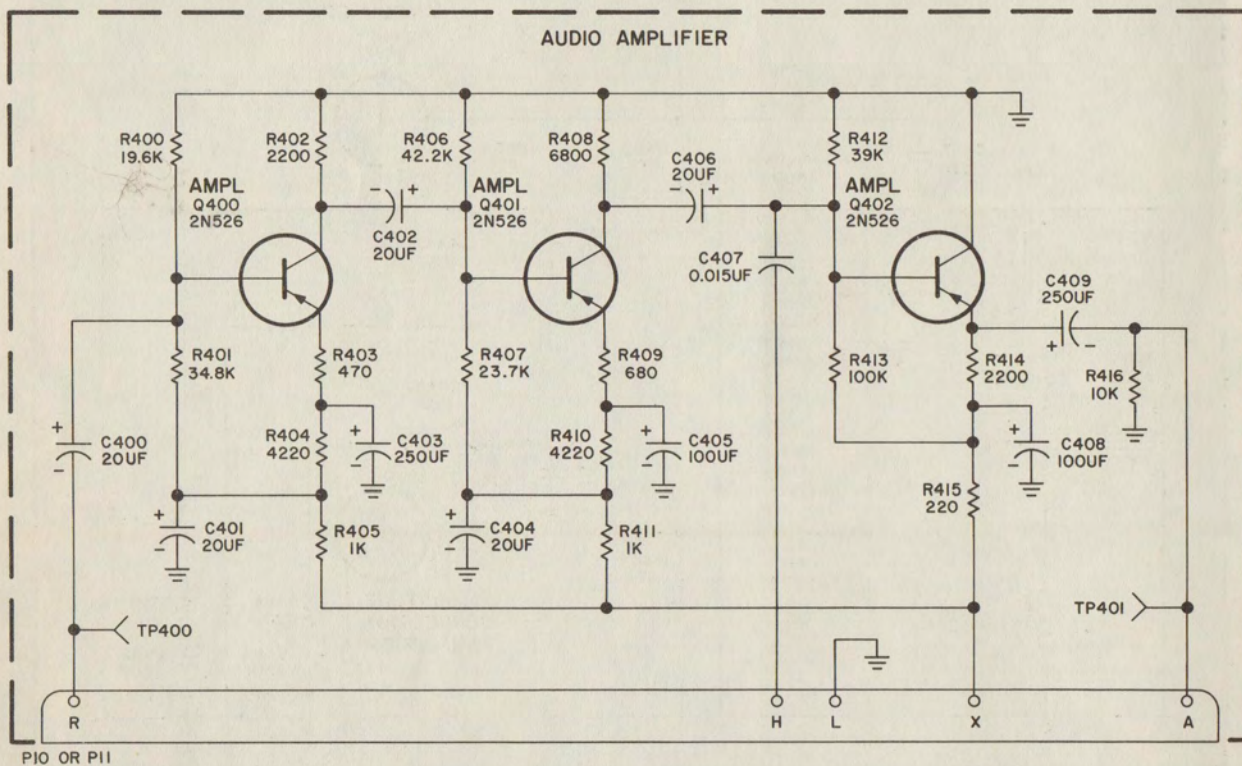 AUDIO AMPLIFIER
R400
19.6K
R402
2200
R406
42.2K
R408
6800
R412
39K
AMPL
Q400
2N526
C402
20UF
AMPL
Q401
2N526
C406
20UF
C407
0.015UF
AMPL
Q402
2N526
C409
250UF
R401
34.8K
R403
470
R407
23.7K
R409
680
R413
100K
R414
2200
R416
10K
C400
20UF
R404
4220
C403
250UF
R410
4220
C405
100UF
C408
100UF
C401
20UF
R405
1K
C404
20UF
R411
1K
R415
220
TP400
TP401
R
H
L
X
A
P10 OR P11
+
-
+
-
+
-
+
-
+
-
+
-
+
-
+
-
+
-